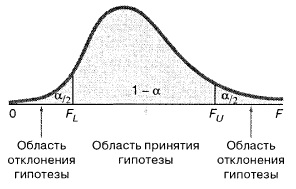 α/2 1 – α α/2
0 F_L F_U F
Область отклонения гипотезы
Область принятия гипотезы
Область отклонения гипотезы